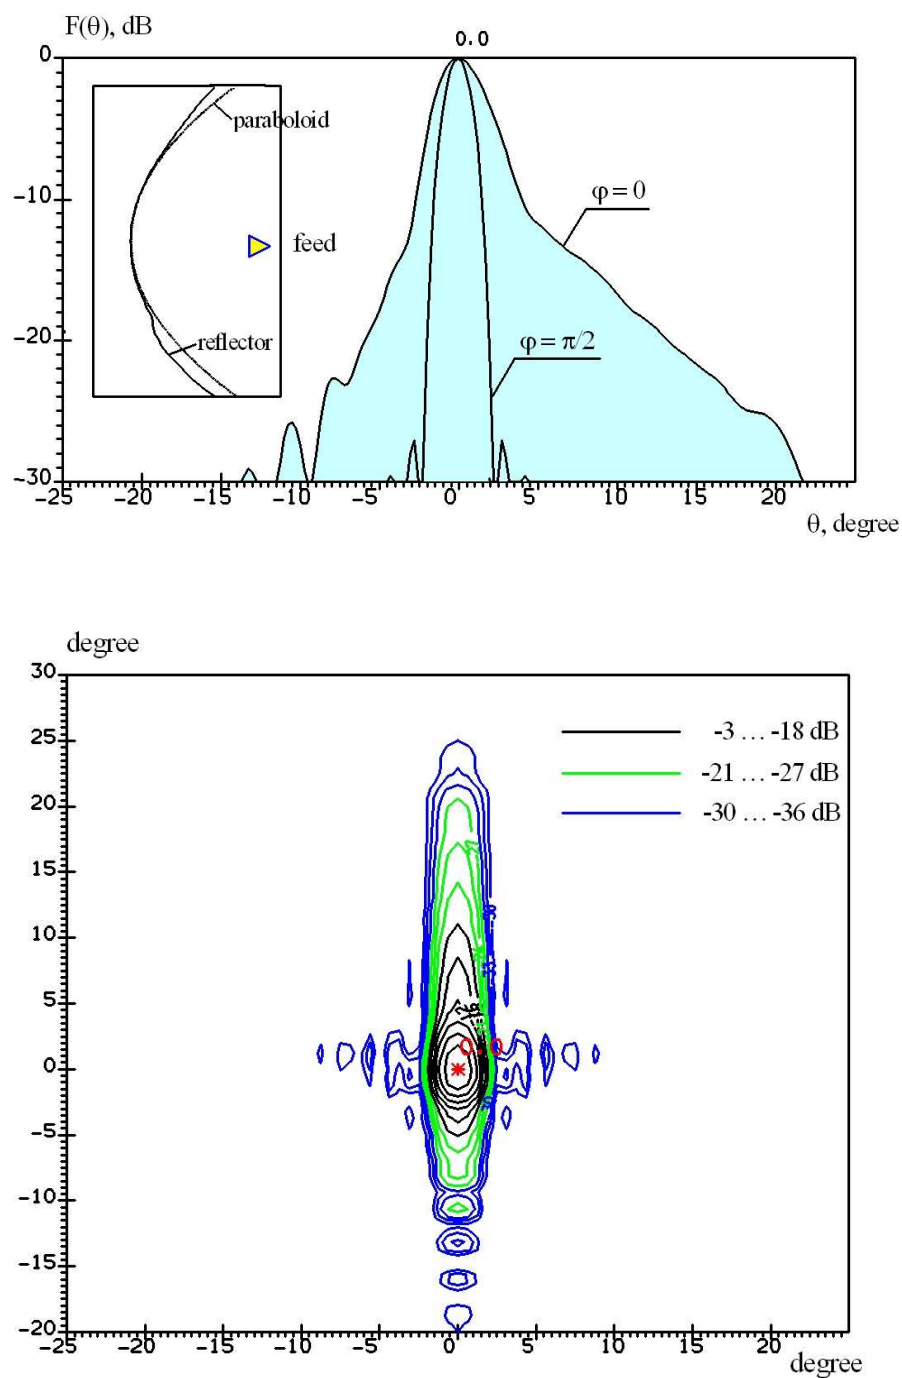 F(θ), dB
0.0
0
-10
-20
-30
paraboloid
feed
reflector
φ = 0
φ = π/2
-25 -20 -15 -10 -5 0 5 10 15 20
θ, degree
degree
30
25
20
15
10
5
0
-5
-10
-15
-20
-3 … -18 dB
-21 … -27 dB
-30 … -36 dB
0.0
-25 -20 -15 -10 -5 0 5 10 15 20
degree